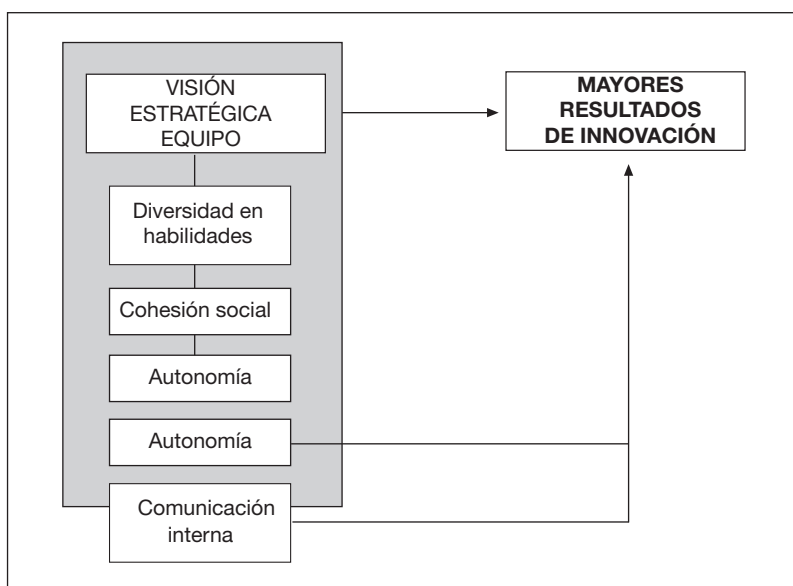 VISIÓN
ESTRATÉGICA
EQUIPO
MAYORES
RESULTADOS
DE INNOVACIÓN
Diversidad en
habilidades
Cohesión social
Autonomía
Autonomía
Comunicación
interna